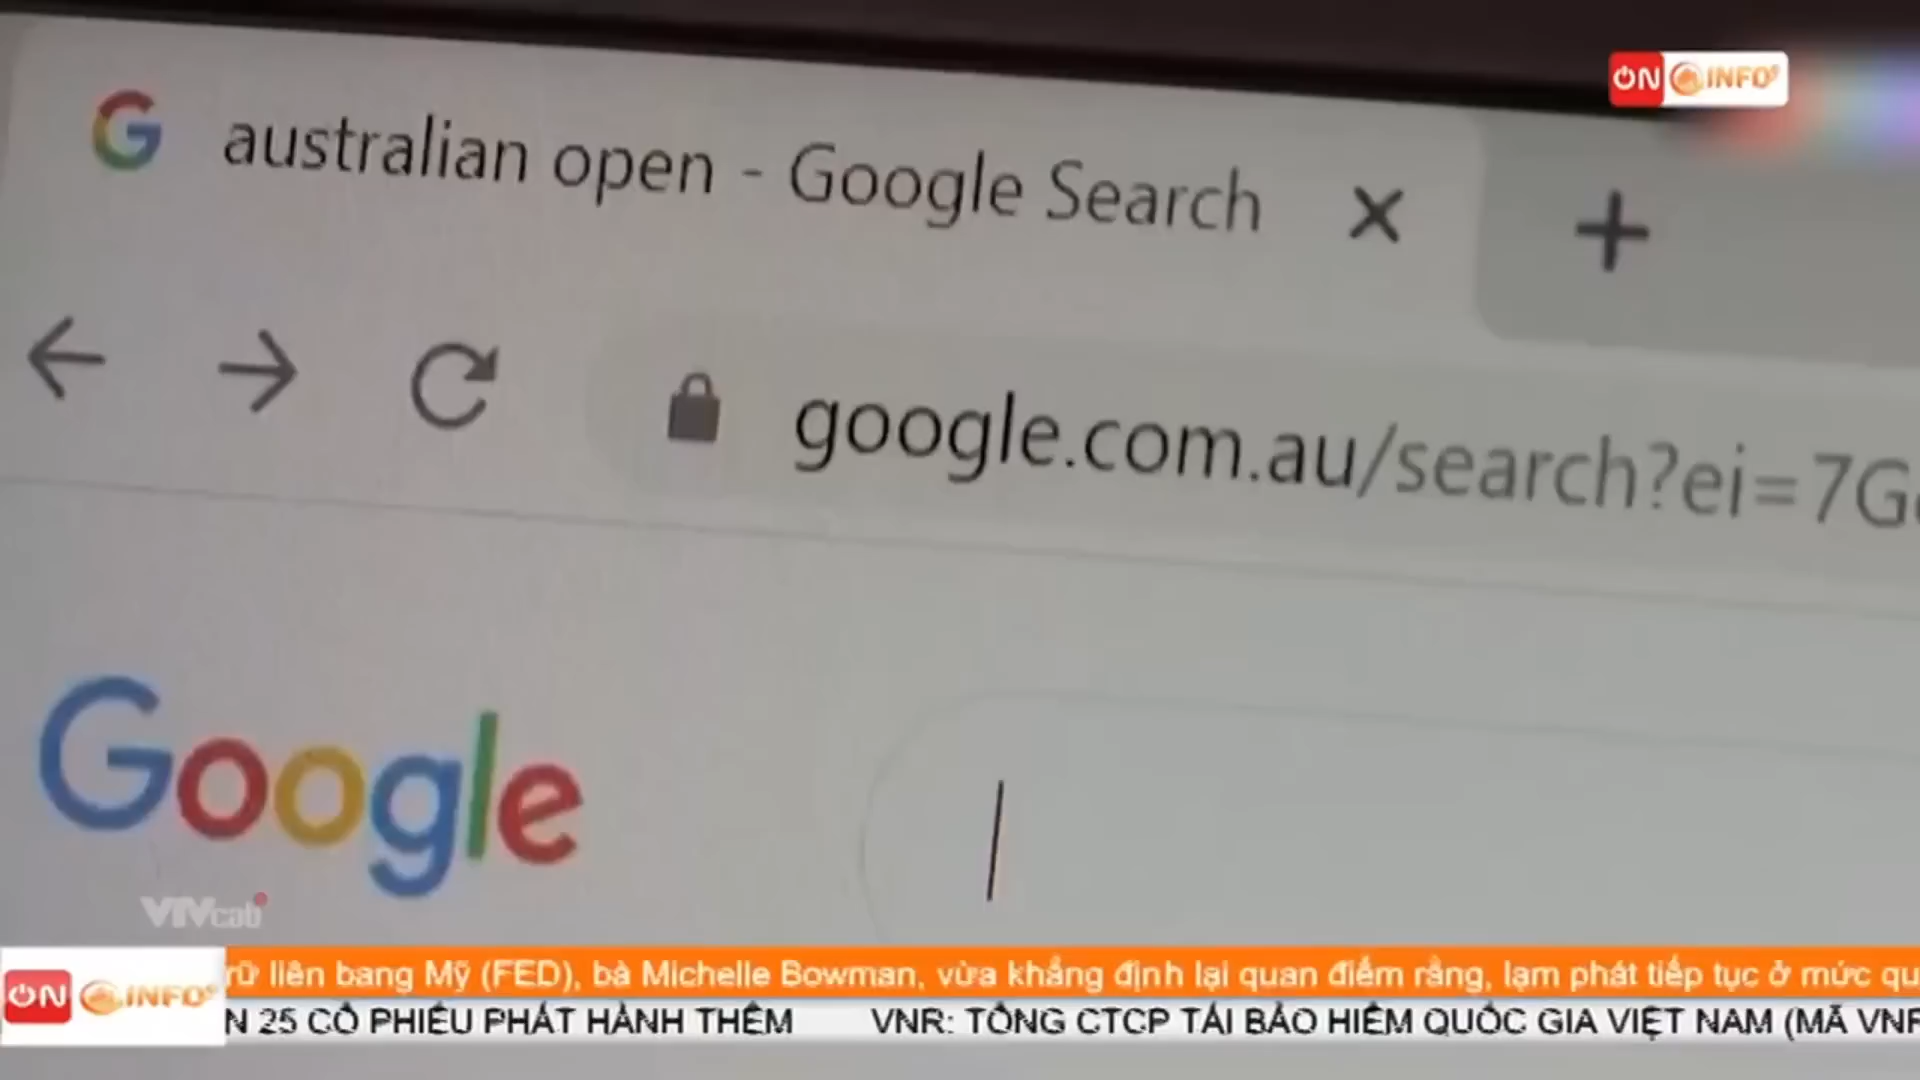 ON INFO
australian open - Google Search
google.com.au/search?ei=7G
Google
VTVcab
ON INFO
rữ liên bang Mỹ (FED), bà Michelle Bowman, vừa khẳng định lại quan điểm rằng, lạm phát tiếp tục ở mức qu
N 25 CỔ PHIẾU PHÁT HÀNH THÊM VNR: TỔNG CTCP TÁI BẢO HIỂM QUỐC GIA VIỆT NAM (MÃ VNR